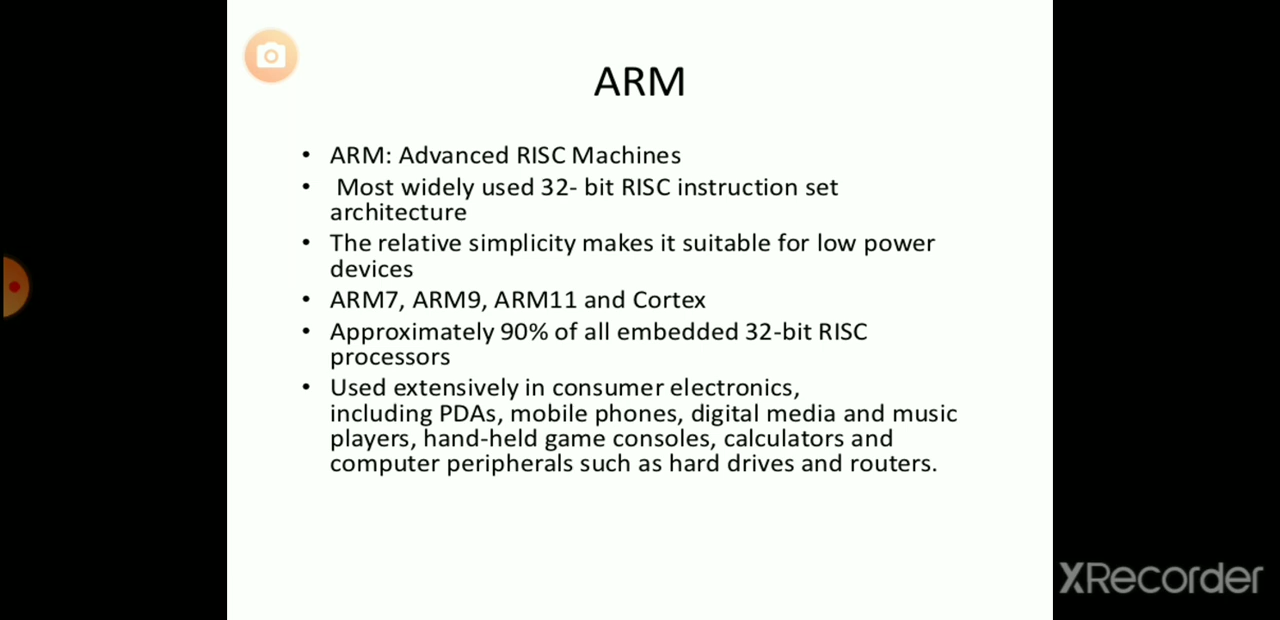 ARM
• ARM: Advanced RISC Machines
• Most widely used 32- bit RISC instruction set
architecture
• The relative simplicity makes it suitable for low power
devices
• ARM7, ARM9, ARM11 and Cortex
• Approximately 90% of all embedded 32-bit RISC
processors
• Used extensively in consumer electronics,
including PDAs, mobile phones, digital media and music
players, hand-held game consoles, calculators and
computer peripherals such as hard drives and routers.
XRecorder